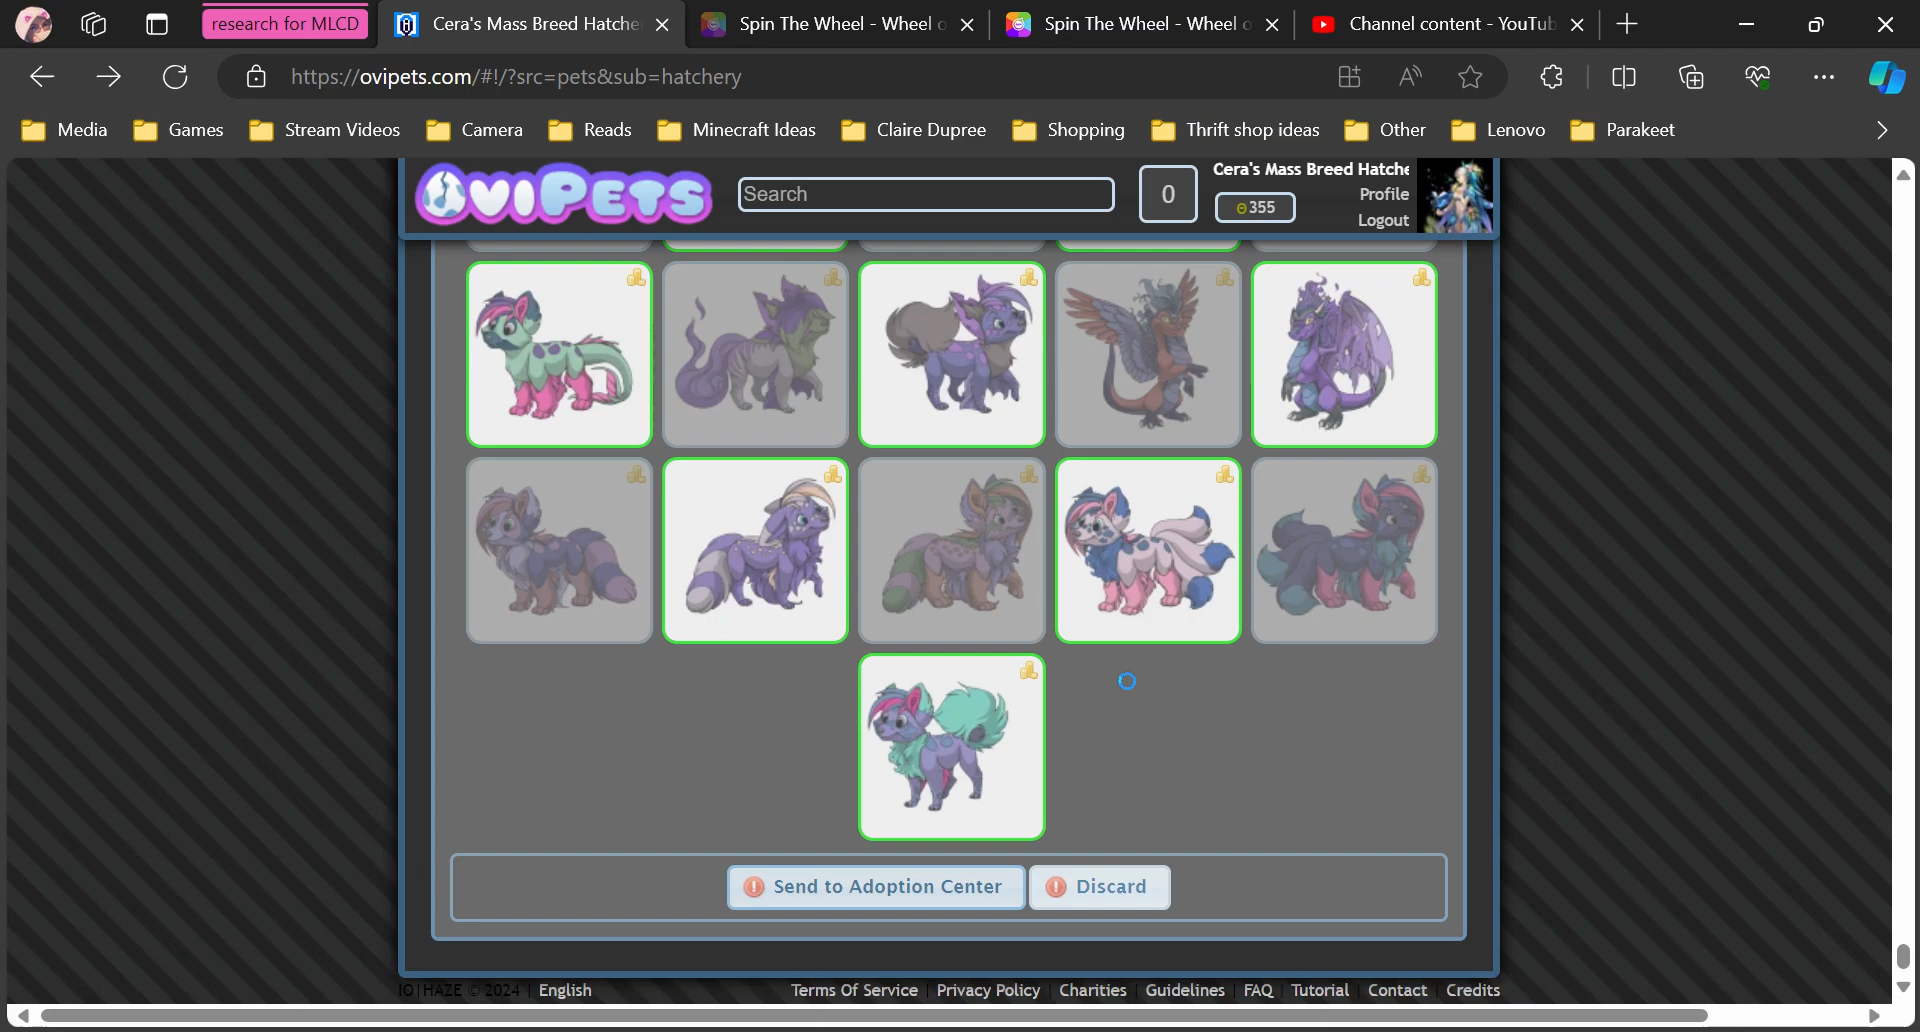 research for MLCD
Cera's Mass Breed Hatche
Spin The Wheel - Wheel o
Spin The Wheel - Wheel o
Channel content - YouTub
https://ovipets.com/#!/?src=pets&sub=hatchery
Media
Games
Stream Videos
Camera
Reads
Minecraft Ideas
Claire Dupree
Shopping
Thrift shop ideas
Other
Lenovo
Parakeet
OviPets
Search
0
Cera's Mass Breed Hatche
355
Profile
Logout
Send to Adoption Center
Discard
IO|HAZE © 2024
English
Terms Of Service
Privacy Policy
Charities
Guidelines
FAQ
Tutorial
Contact
Credits